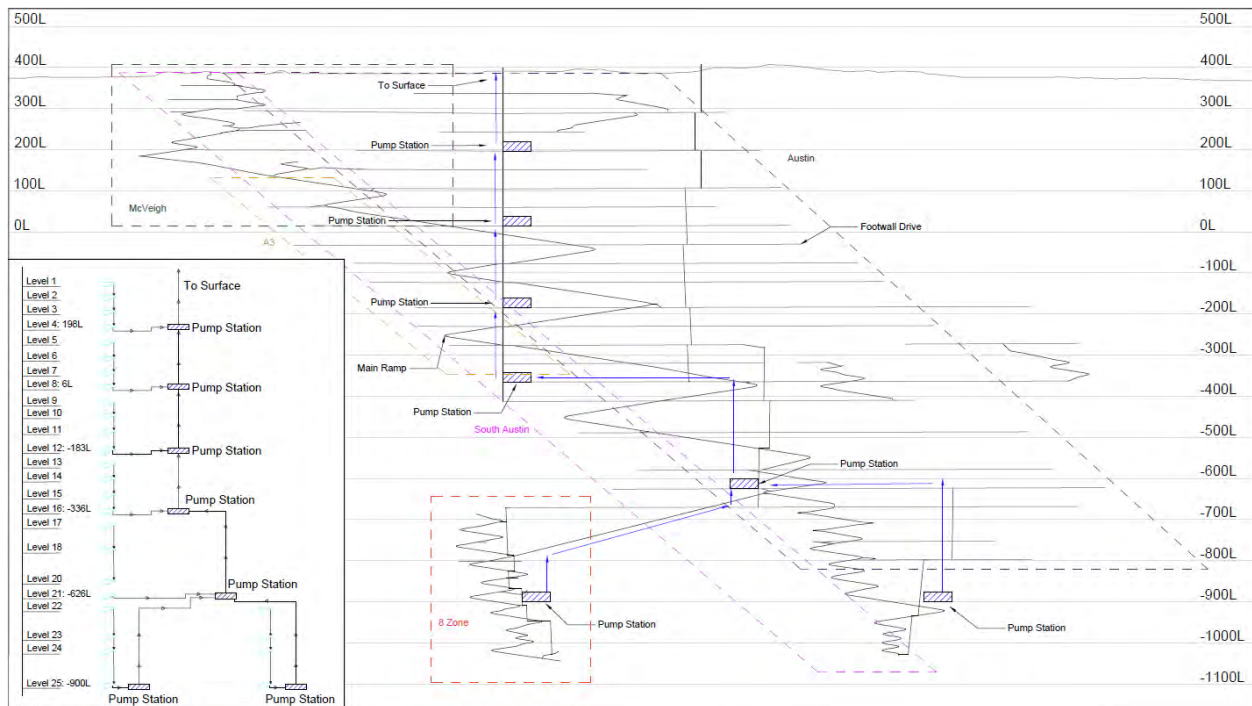 500L 500L
400L 400L
To Surface
300L 300L
Pump Station
200L 200L
Austin
100L 100L
McVeigh
Pump Station
0L 0L
Footwall Drive
A3
-100L
Pump Station
-200L
-300L
Main Ramp
-400L
Pump Station
South Austin
-500L
Pump Station
-600L
-700L
-800L
-900L
8 Zone
Pump Station
Pump Station
-1000L
-1100L
Level 1
To Surface
Level 2
Level 3
Level 4: 198L
Pump Station
Level 5
Level 6
Level 7
Level 8: 6L
Pump Station
Level 9
Level 10
Level 11
Level 12: -183L
Pump Station
Level 13
Level 14
Level 15
Pump Station
Level 16: -336L
Level 17
Level 18
Level 20
Pump Station
Level 21: -626L
Level 22
Level 23
Level 24
Level 25: -900L
Pump Station
Pump Station